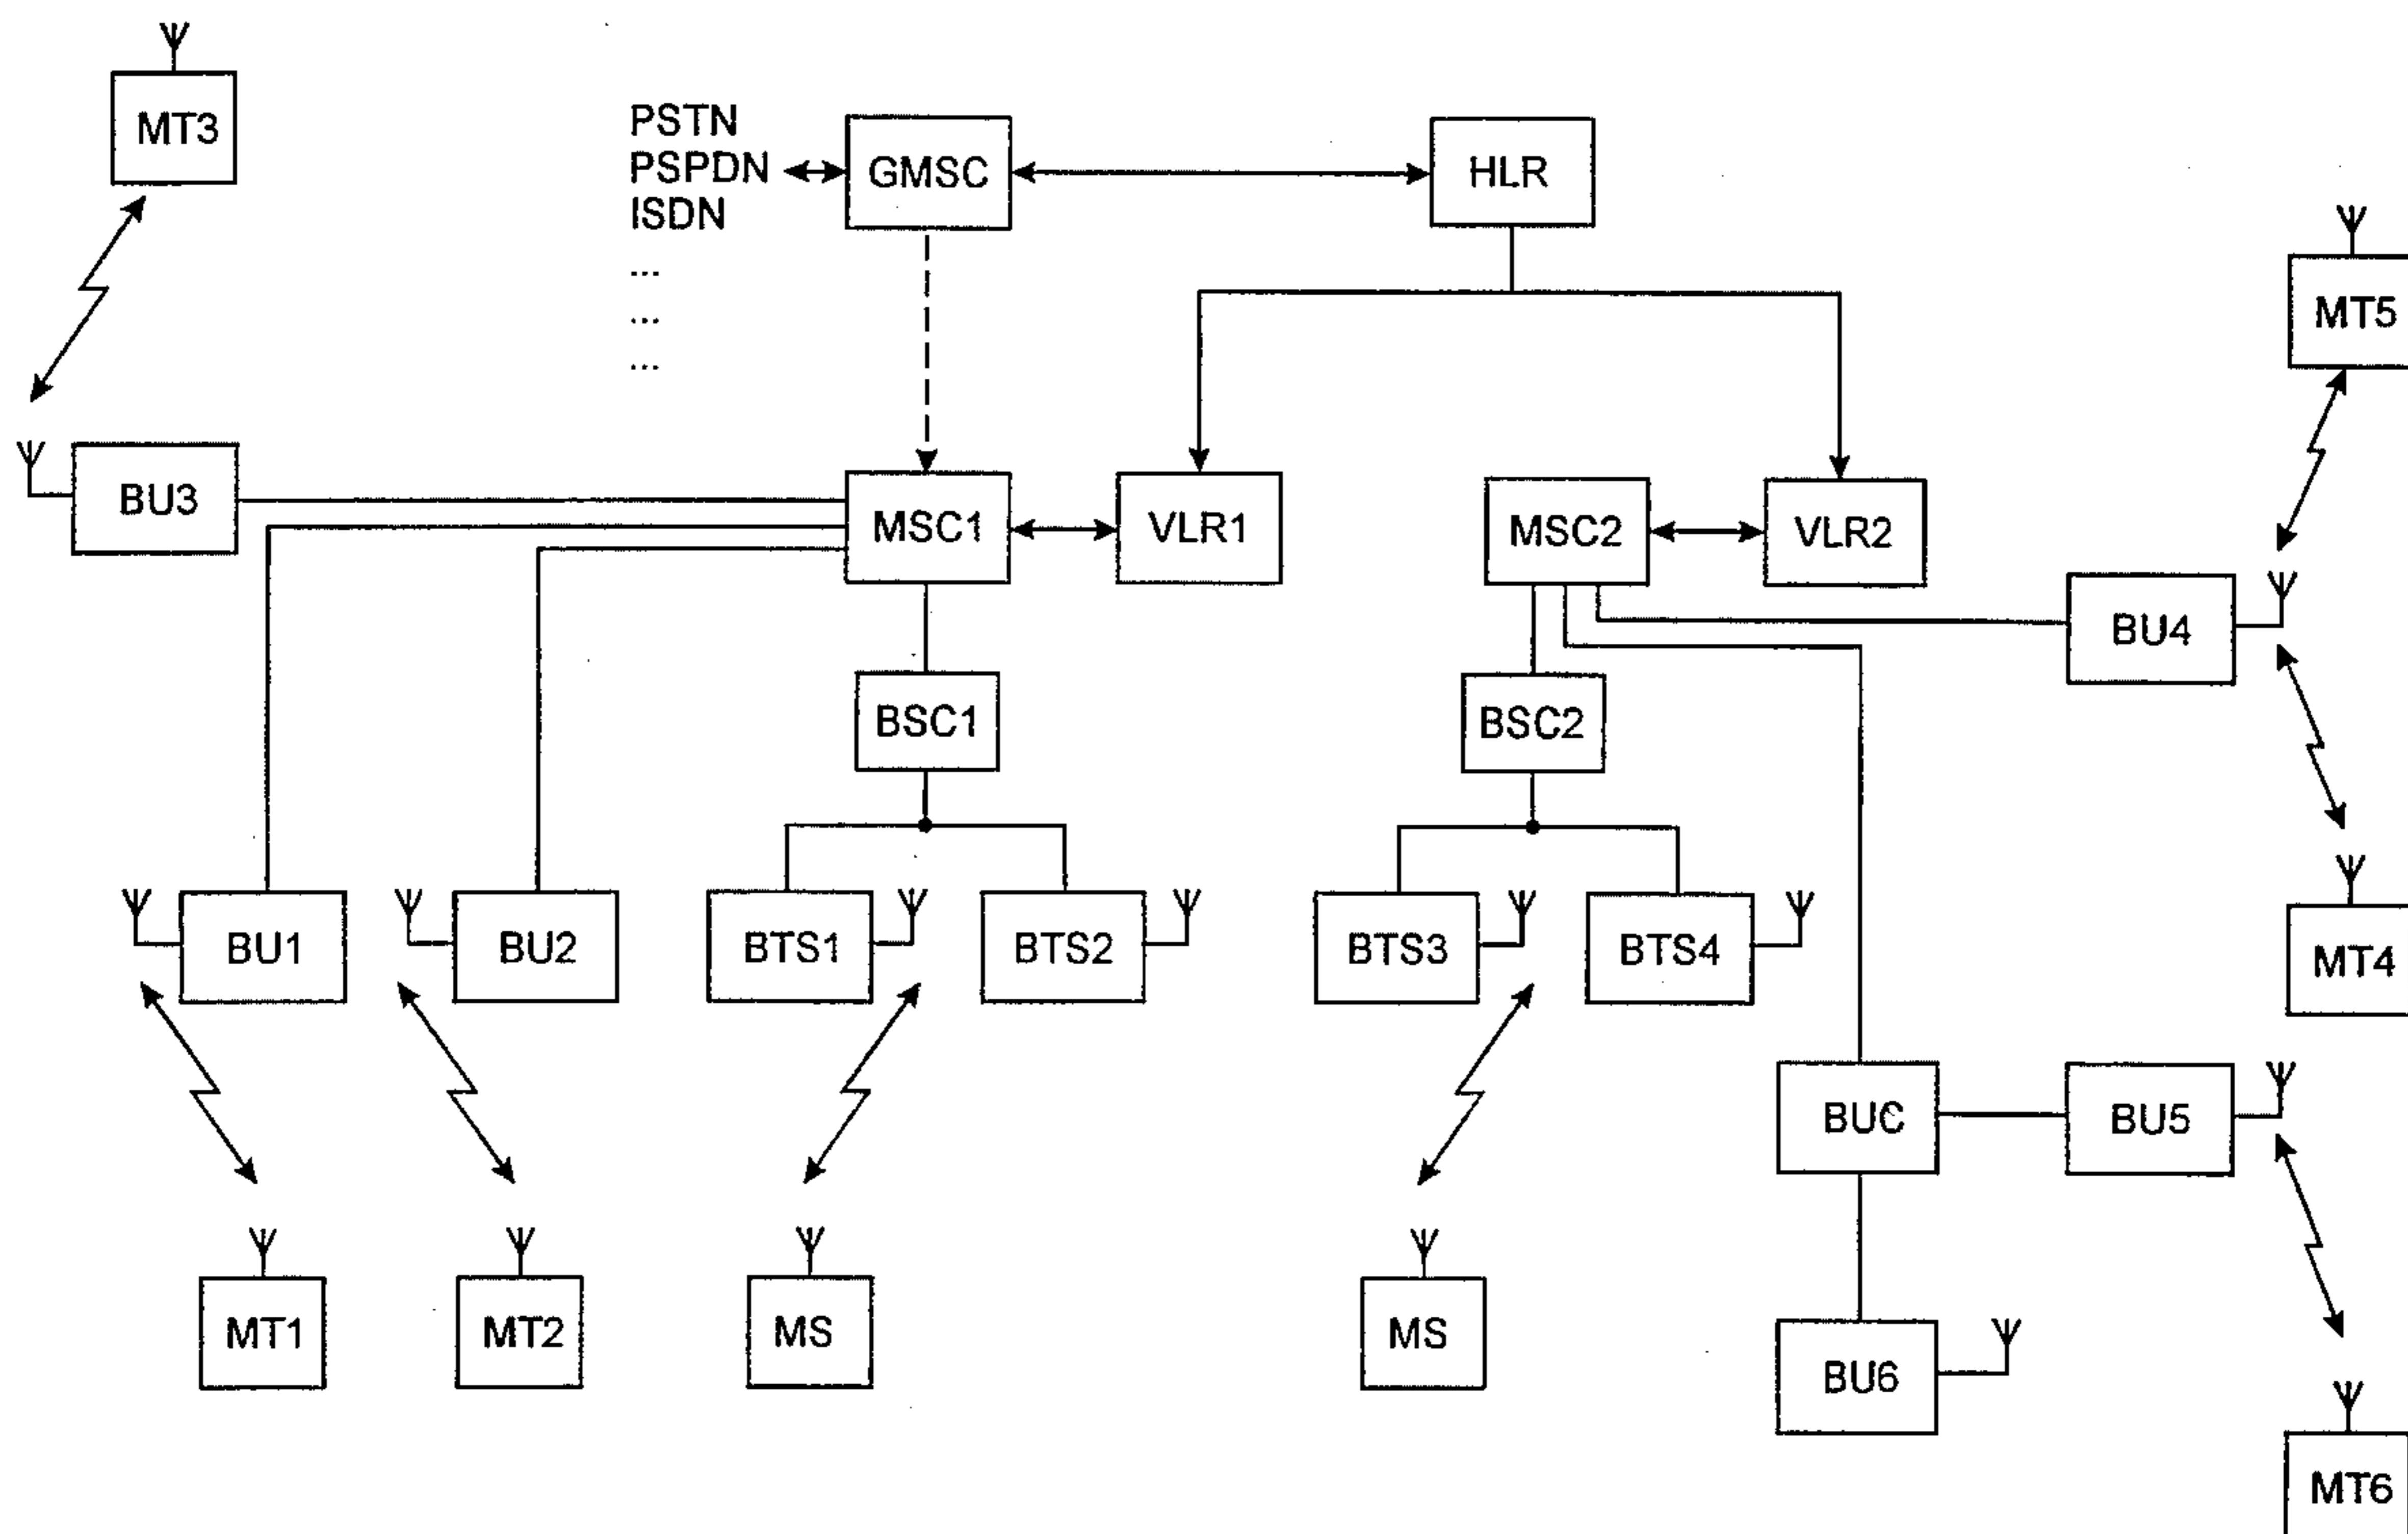 MT3
PSTN
PSPDN
ISDN
...
...
...
GMSC
HLR
MT5
BU3
MSC1
VLR1
MSC2
VLR2
BU4
BSC1
BSC2
BU1
BU2
BTS1
BTS2
BTS3
BTS4
MT4
BUC
BU5
MT1
MT2
MS
MS
BU6
MT6